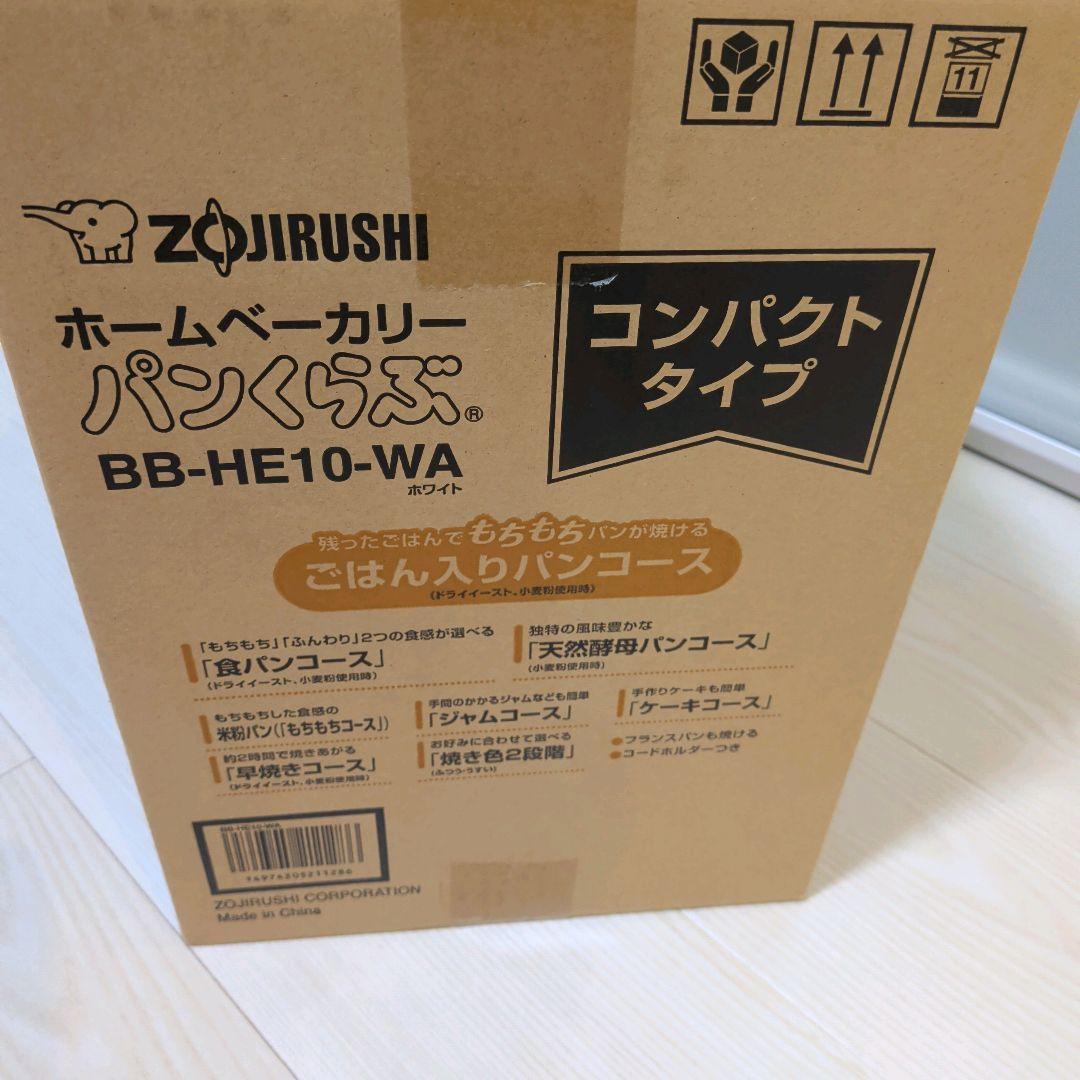 11
ZOJIRUSHI
ホームベーカリー
パンくらぶ®
BB-HE10-WA
ホワイト
コンパクト
タイプ
残ったごはんでもちもちパンが焼ける
ごはん入りパンコース
(ドライイースト、小麦粉使用時)
「もちもち」「ふんわり」2つの食感が選べる
「食パンコース」
(ドライイースト、小麦粉使用時)
独特の風味豊かな
「天然酵母パンコース」
(小麦粉使用時)
もちもちした食感の
米粉パン(「もちもちコース」)
手間のかかるジャムなども簡単
「ジャムコース」
手作りケーキも簡単
「ケーキコース」
約2時間で焼きあがる
「早焼きコース」
(ドライイースト、小麦粉使用時)
お好みに合わせて選べる
「焼き色2段階」
(ふつう・うすい)
●フランスパンも焼ける
●コードホルダーつき
BB-HE10-WA
4974305211286
ZOJIRUSHI CORPORATION
Made in China